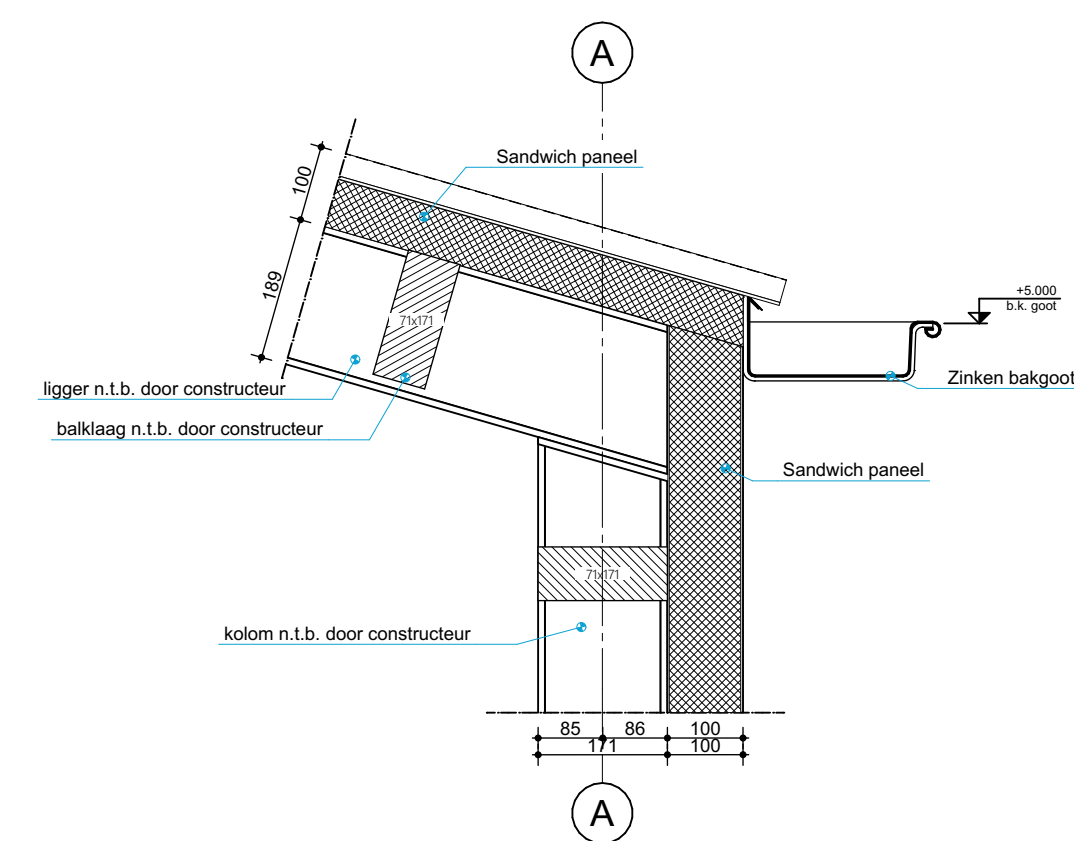 A
Sandwich paneel
100
189
71x171
+5.000
b.k. goot
ligger n.t.b. door constructeur
Zinken bakgoot
balklaag n.t.b. door constructeur
Sandwich paneel
71x171
kolom n.t.b. door constructeur
85 86 100
171 100
A